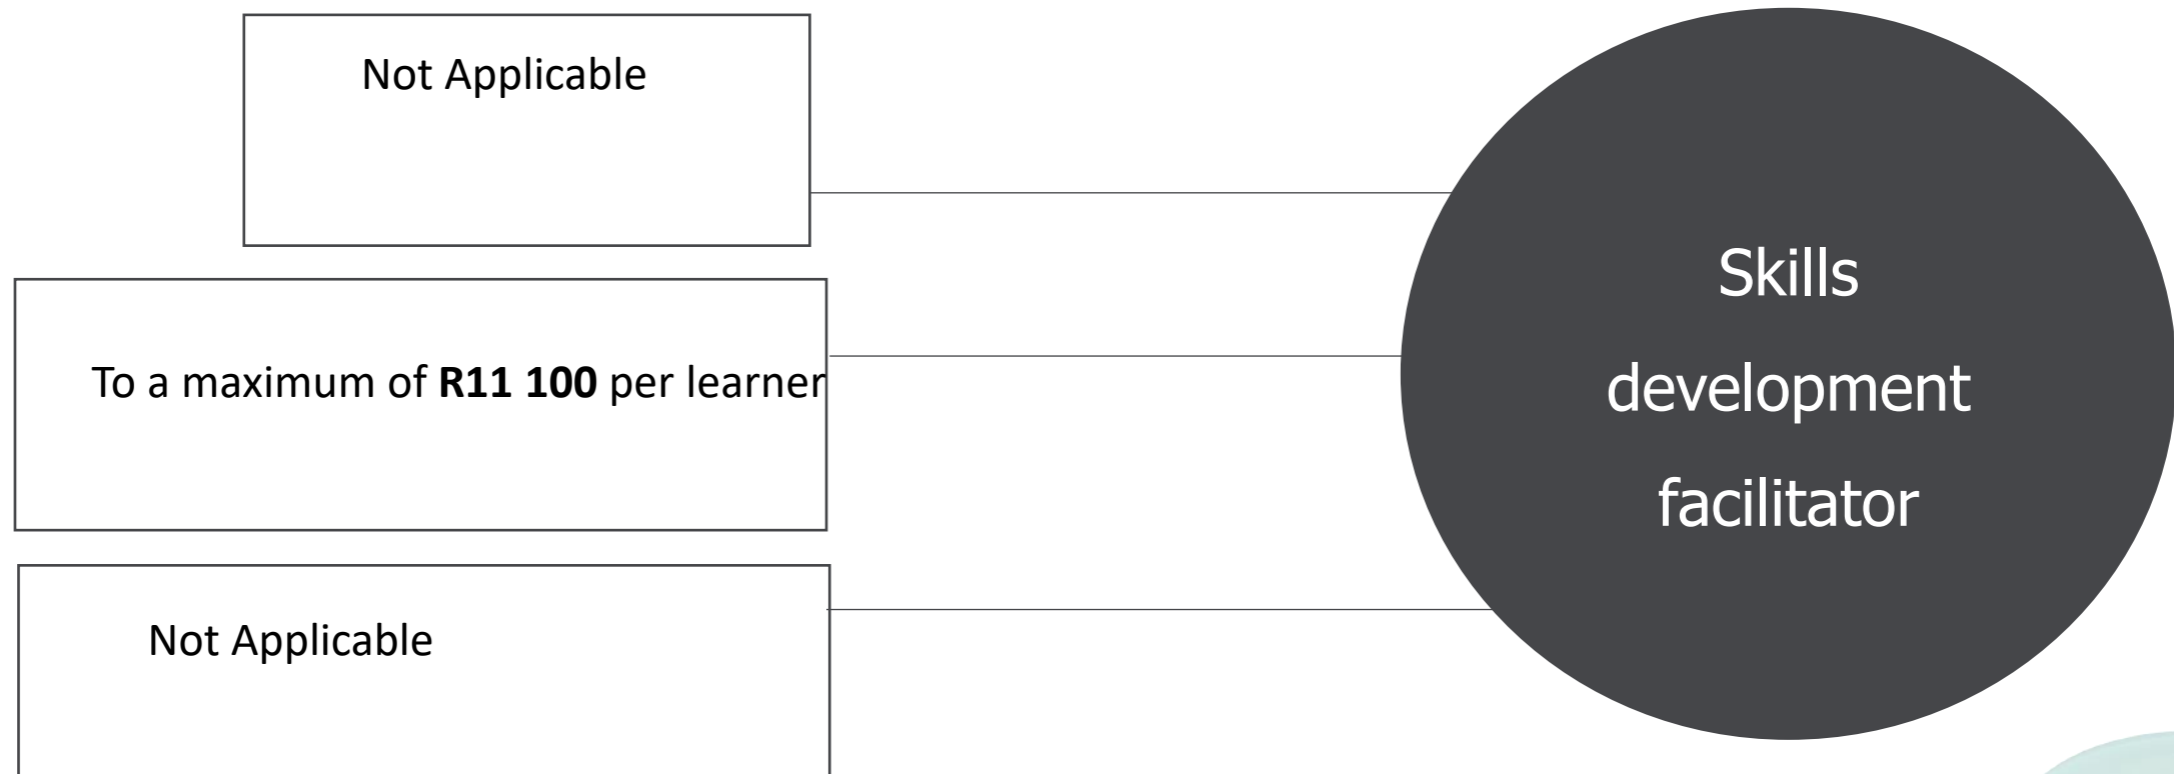 Not Applicable
To a maximum of R11 100 per learner
Not Applicable
Skills
development
facilitator